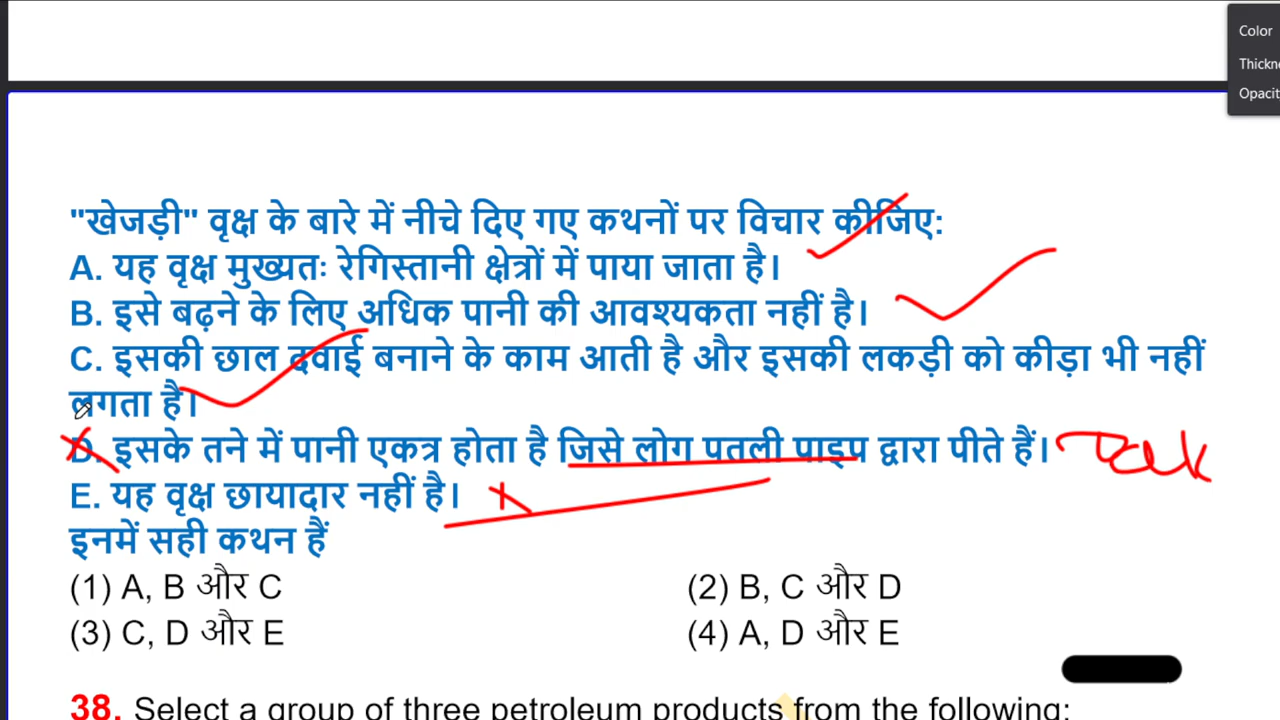 Color
Thickne
Opacit
"खेजड़ी" वृक्ष के बारे में नीचे दिए गए कथनों पर विचार कीजिए:
A. यह वृक्ष मुख्यतः रेगिस्तानी क्षेत्रों में पाया जाता है।
B. इसे बढ़ने के लिए अधिक पानी की आवश्यकता नहीं है।
C. इसकी छाल दवाई बनाने के काम आती है और इसकी लकड़ी को कीड़ा भी नहीं
लगता है।
D. इसके तने में पानी एकत्र होता है जिसे लोग पतली पाइप द्वारा पीते हैं।
E. यह वृक्ष छायादार नहीं है।
इनमें सही कथन हैं
(1) A, B और C (2) B, C और D
(3) C, D और E (4) A, D और E
38. Select a group of three petroleum products from the following: